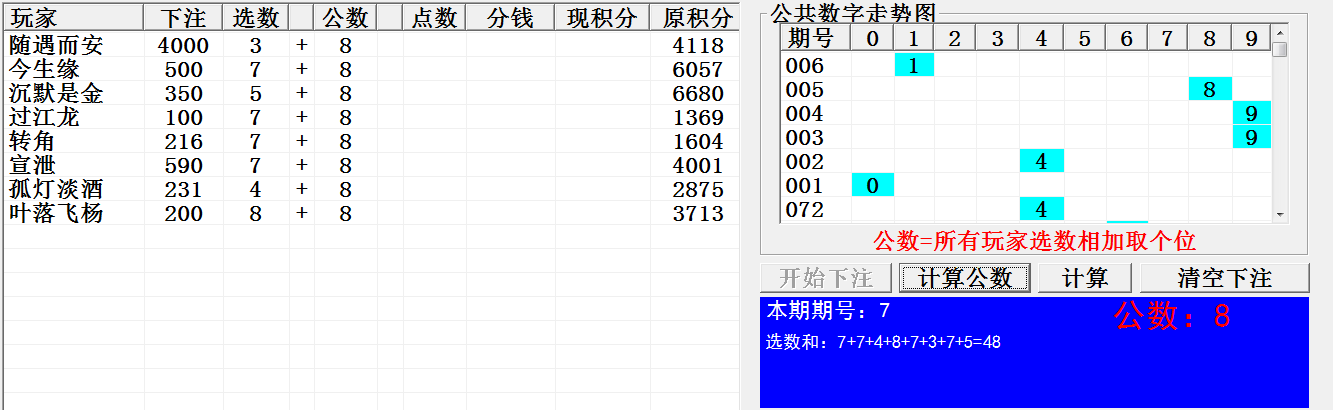 玩家 下注 选数 公数 点数 分钱 现积分 原积分
随遇而安 4000 3 + 8 4118
今生缘 500 7 + 8 6057
沉默是金 350 5 + 8 6680
过江龙 100 7 + 8 1369
转角 216 7 + 8 1604
宣泄 590 7 + 8 4001
孤灯淡酒 231 4 + 8 2875
叶落飞杨 200 8 + 8 3713
公共数字走势图
期号 0 1 2 3 4 5 6 7 8 9
006 1
005 8
004 9
003 9
002 4
001 0
072 4
公数=所有玩家选数相加取个位
开始下注 计算公数 计算 清空下注
本期期号：7 公数：8
选数和：7+7+4+8+7+3+7+5=48